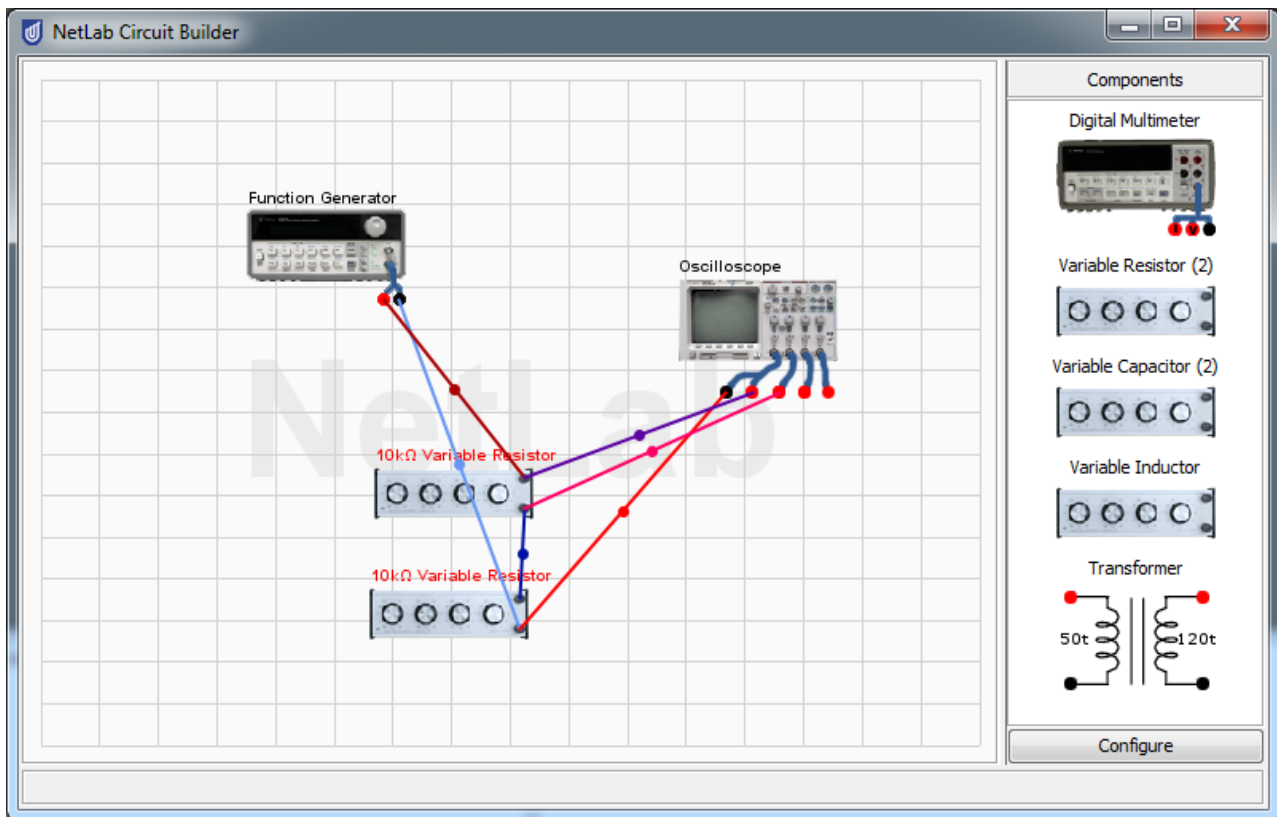 NetLab Circuit Builder
Components
Digital Multimeter
Variable Resistor (2)
Variable Capacitor (2)
Variable Inductor
Transformer
50t
120t
Configure
Function Generator
Oscilloscope
NetLab
10kΩ Variable Resistor
10kΩ Variable Resistor